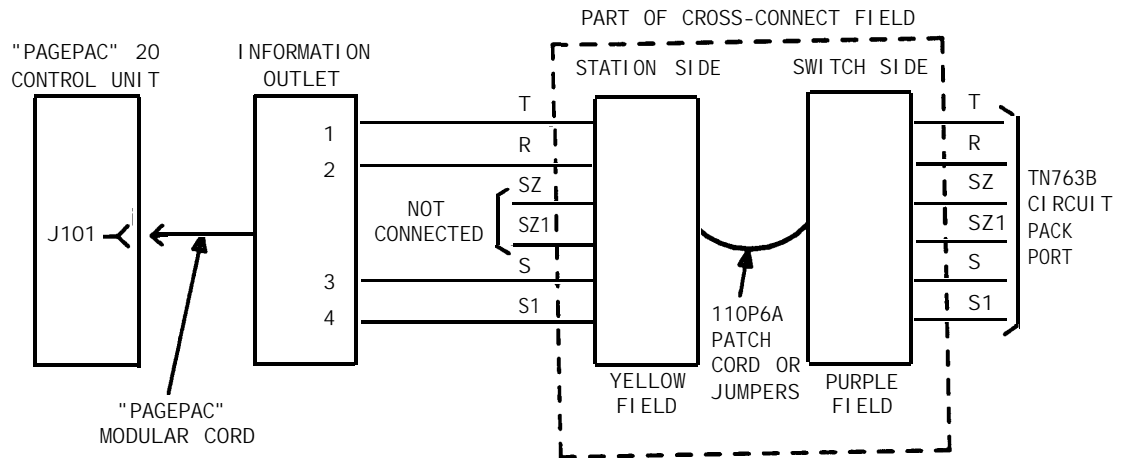 PART OF CROSS-CONNECT FIELD
"PAGEPAC" 20
CONTROL UNIT
INFORMATION
OUTLET
STATION SIDE
SWITCH SIDE
J101
1
2
3
4
T
R
SZ
SZ1
S
S1
NOT
CONNECTED
T
R
SZ
SZ1
S
S1
TN763B
CIRCUIT
PACK
PORT
110P6A
PATCH
CORD OR
JUMPERS
YELLOW
FIELD
PURPLE
FIELD
"PAGEPAC"
MODULAR CORD